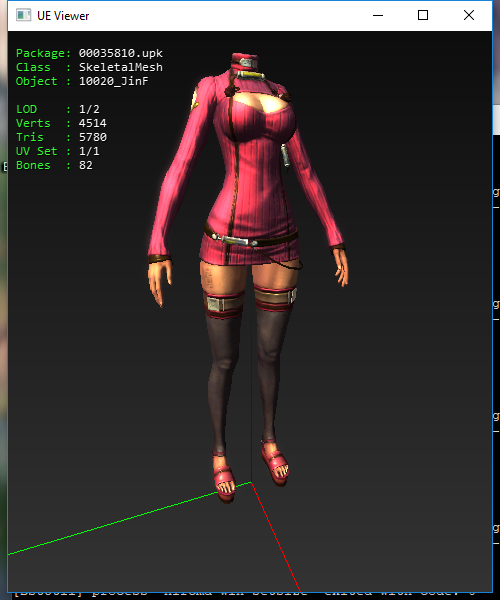 UE Viewer
Package: 00035810.upk
Class : SkeletalMesh
Object : 10020_JinF
LOD : 1/2
Verts : 4514
Tris : 5780
UV Set : 1/1
Bones : 82